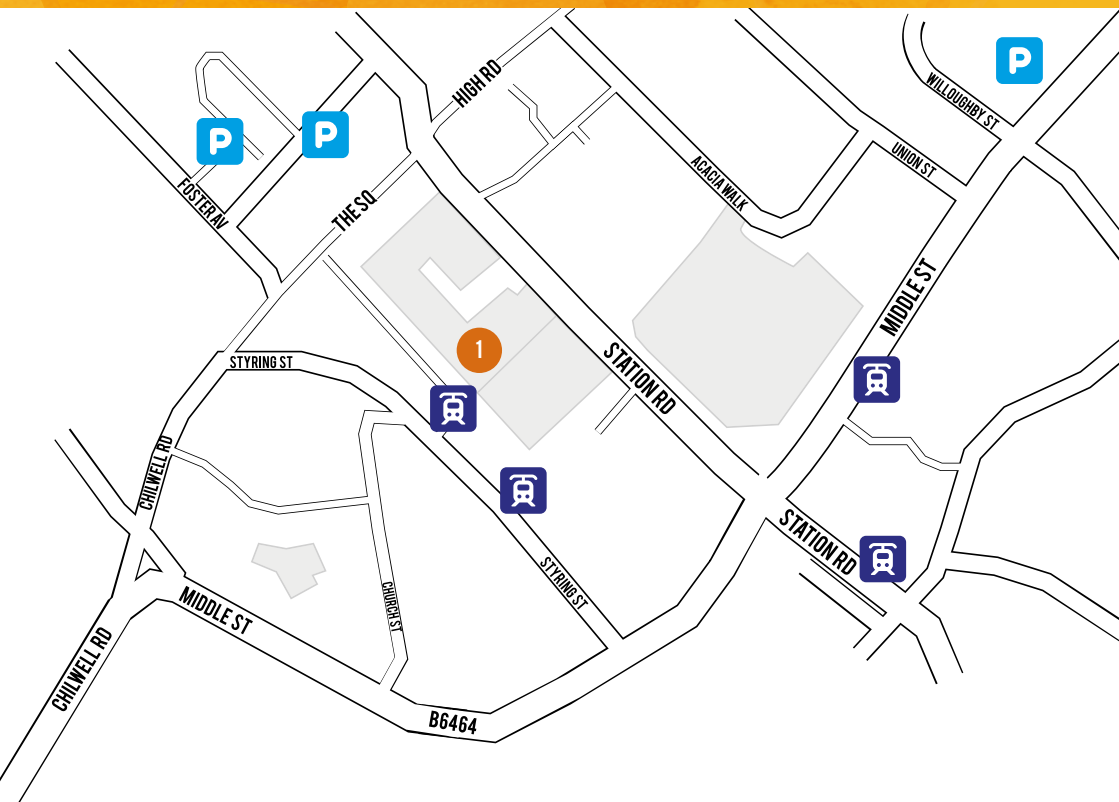 P
HIGH RD
WILLOUGHBY ST
P
P
UNION ST
ACACIA WALK
FOSTER AV
THE SQ
MIDDLE ST
1
STYRING ST
STATION RD
CHILWELL RD
STATION RD
STYRING ST
CHURCH ST
MIDDLE ST
CHILWELL RD
B6464